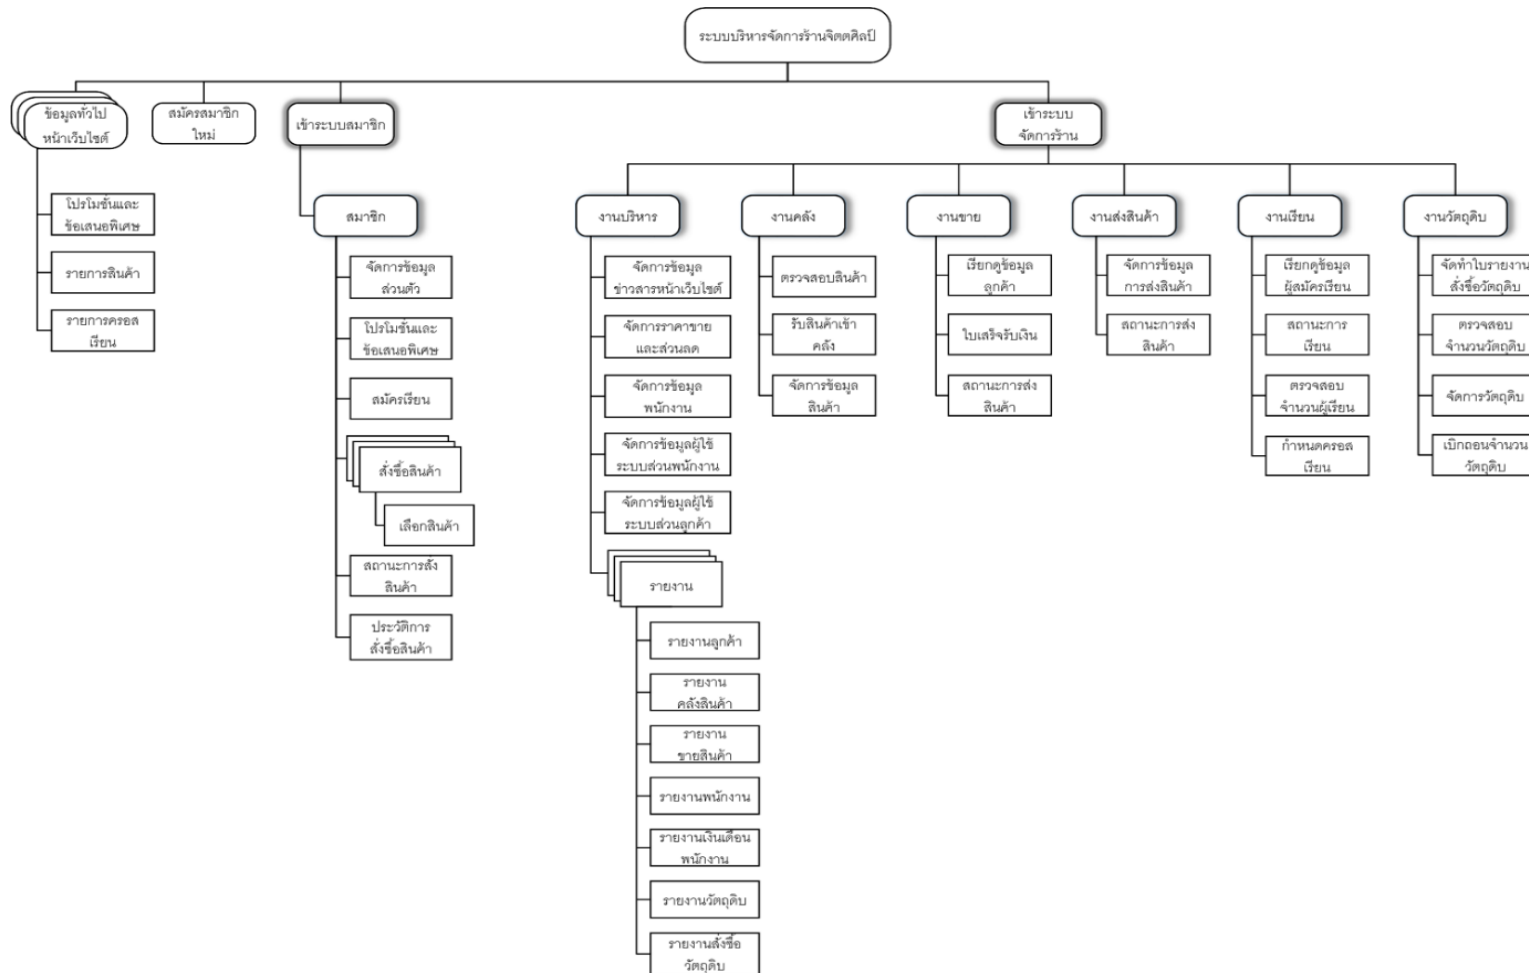 ระบบบริหารจัดการร้านจิตตศิลป์
ข้อมูลทั่วไป
หน้าเว็บไซต์
สมัครสมาชิก
ใหม่
เข้าระบบสมาชิก
เข้าระบบ
จัดการร้าน
โปรโมชั่นและ
ข้อเสนอพิเศษ
รายการสินค้า
รายการครอส
เรียน
สมาชิก
จัดการข้อมูล
ส่วนตัว
โปรโมชั่นและ
ข้อเสนอพิเศษ
สมัครเรียน
สั่งซื้อสินค้า
เลือกสินค้า
สถานะการสั่ง
สินค้า
ประวัติการ
สั่งซื้อสินค้า
งานบริหาร
จัดการข้อมูล
ข่าวสารหน้าเว็บไซต์
จัดการราคาขาย
และส่วนลด
จัดการข้อมูล
พนักงาน
จัดการข้อมูลผู้ใช้
ระบบส่วนพนักงาน
จัดการข้อมูลผู้ใช้
ระบบส่วนลูกค้า
รายงาน
รายงานลูกค้า
รายงาน
คลังสินค้า
รายงาน
ขายสินค้า
รายงานพนักงาน
รายงานเงินเดือน
พนักงาน
รายงานวัตถุดิบ
รายงานสั่งซื้อ
วัตถุดิบ
งานคลัง
ตรวจสอบสินค้า
รับสินค้าเข้า
คลัง
จัดการข้อมูล
สินค้า
งานขาย
เรียกดูข้อมูล
ลูกค้า
ใบเสร็จรับเงิน
สถานะการส่ง
สินค้า
งานส่งสินค้า
จัดการข้อมูล
การส่งสินค้า
สถานะการส่ง
สินค้า
งานเรียน
เรียกดูข้อมูล
ผู้สมัครเรียน
สถานะการ
เรียน
ตรวจสอบ
จำนวนผู้เรียน
กำหนดครอส
เรียน
งานวัตถุดิบ
จัดทำใบรายงาน
สั่งซื้อวัตถุดิบ
ตรวจสอบ
จำนวนวัตถุดิบ
จัดการวัตถุดิบ
เบิกถอนจำนวน
วัตถุดิบ